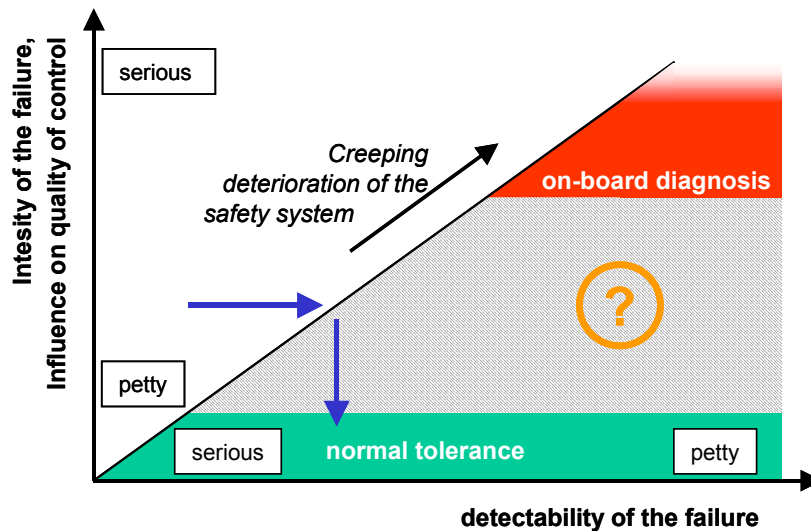 Intesity of the failure,
Influence on quality of control
serious
Creeping
deterioration of the
safety system
on-board diagnosis
?
petty
serious
normal tolerance
petty
detectability of the failure